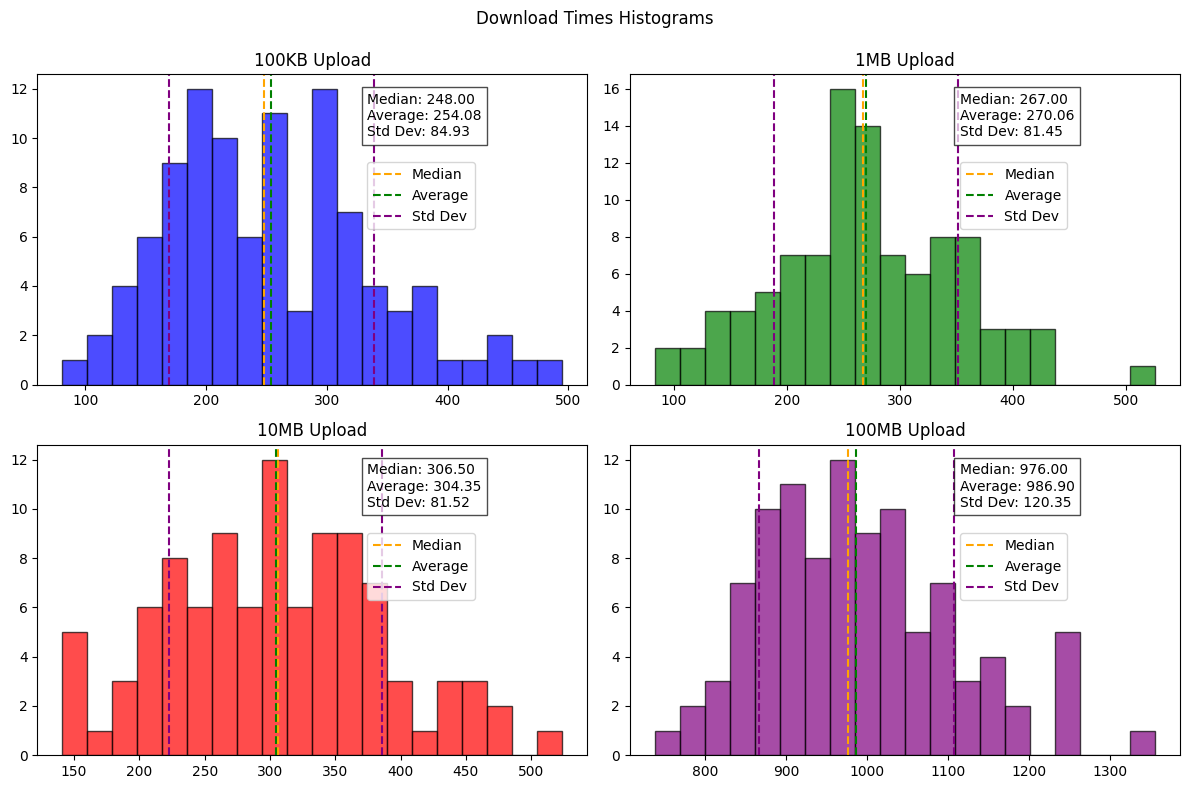 Download Times Histograms
100KB Upload
12
10
8
6
4
2
0
100 200 300 400 500
Median: 248.00
Average: 254.08
Std Dev: 84.93
Median
Average
Std Dev
1MB Upload
16
14
12
10
8
6
4
2
0
100 200 300 400 500
Median: 267.00
Average: 270.06
Std Dev: 81.45
Median
Average
Std Dev
10MB Upload
12
10
8
6
4
2
0
150 200 250 300 350 400 450 500
Median: 306.50
Average: 304.35
Std Dev: 81.52
Median
Average
Std Dev
100MB Upload
12
10
8
6
4
2
0
800 900 1000 1100 1200 1300
Median: 976.00
Average: 986.90
Std Dev: 120.35
Median
Average
Std Dev